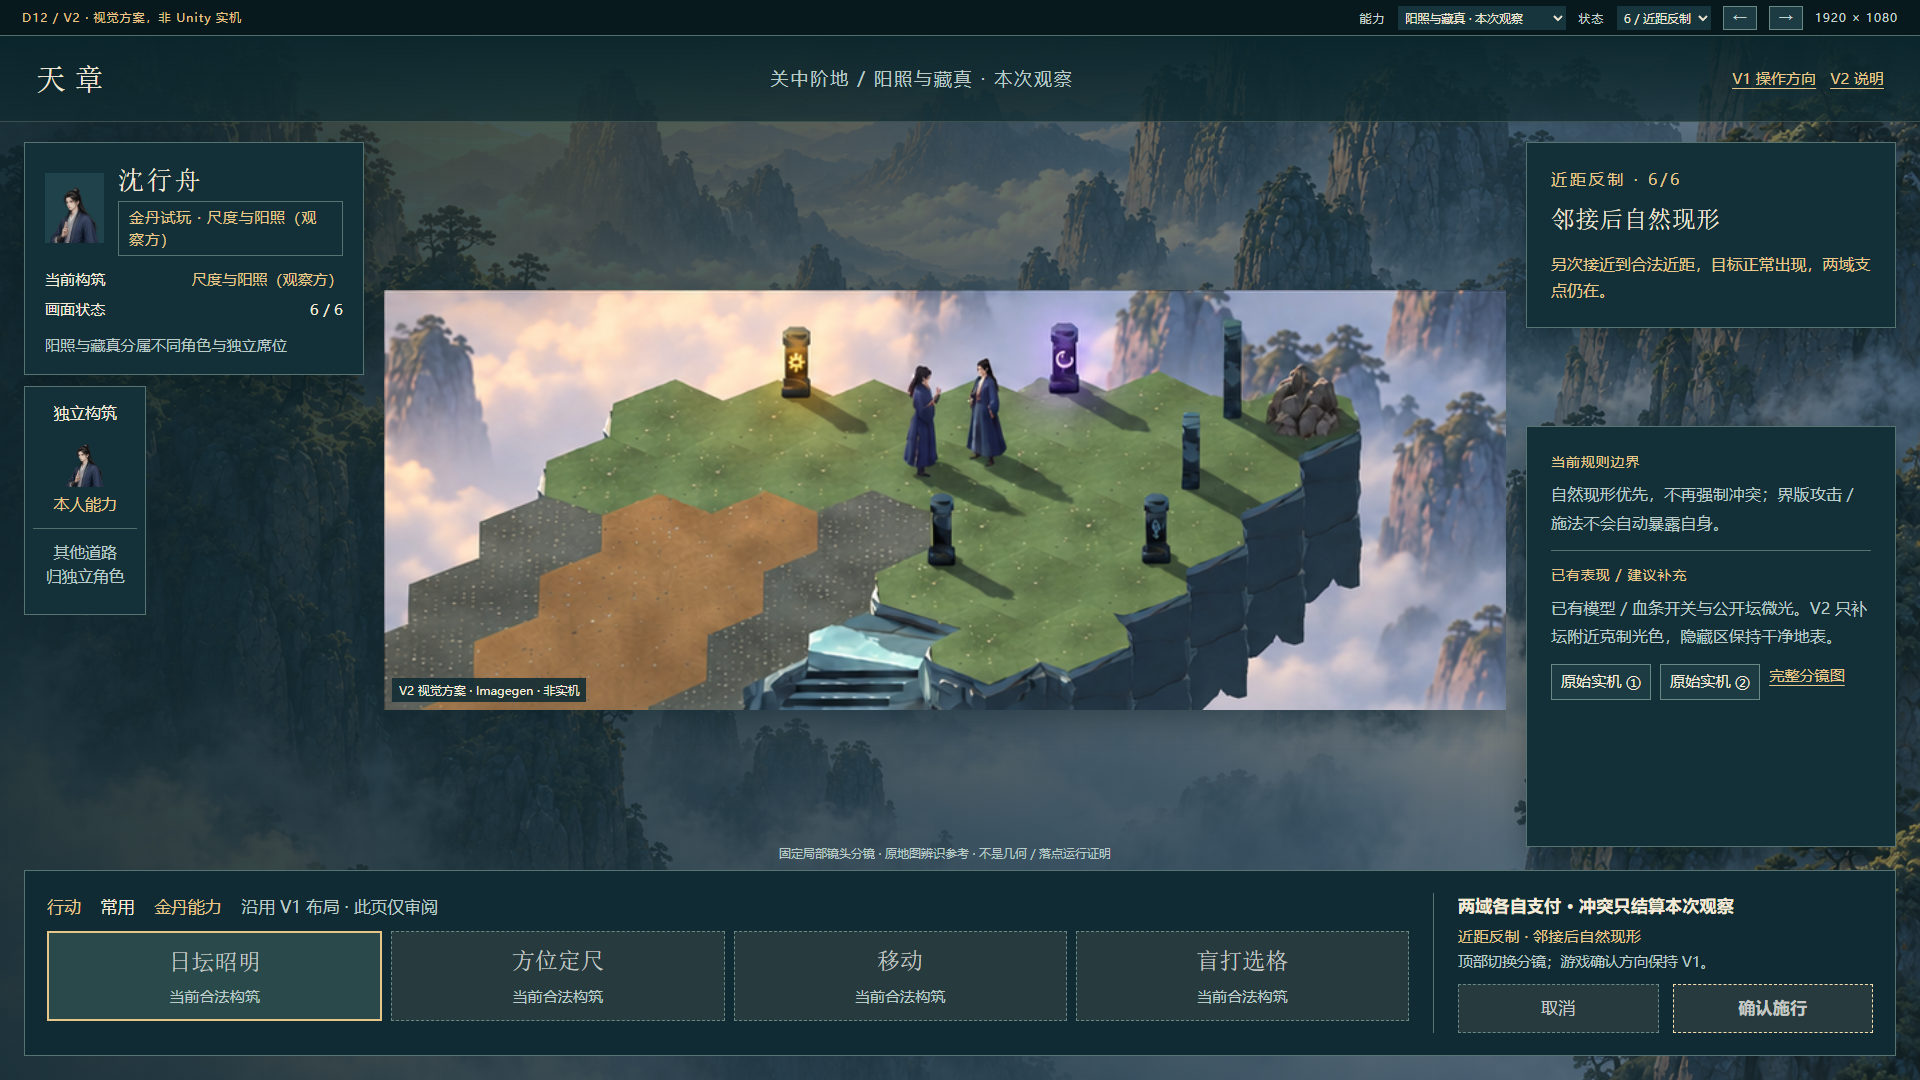 D12 / V2 · 视觉方案，非 Unity 实机
能力 阳照与藏真 · 本次观察 状态 6 / 近距反制 ← → 1920 × 1080
天章
关中阶地 / 阳照与藏真 · 本次观察
V1 操作方向 V2 说明
沈行舟
金丹试玩 · 尺度与阳照（观
察方）
当前构筑 尺度与阳照（观察方）
画面状态 6 / 6
阳照与藏真分属不同角色与独立席位
独立构筑
本人能力
其他道路
归独立角色
V2 视觉方案 · Imagegen · 非实机
近距反制 · 6/6
邻接后自然现形
另次接近到合法近距，目标正常出现，两域支
点仍在。
当前规则边界
自然现形优先，不再强制冲突；界版攻击 /
施法不会自动暴露自身。
已有表现 / 建议补充
已有模型 / 血条开关与公开坛微光。V2 只补
坛附近克制光色，隐藏区保持干净地表。
原始实机 ① 原始实机 ② 完整分镜图
固定局部镜头分镜 · 原地图辨识参考 · 不是几何 / 落点运行证明
行动 常用 金丹能力 沿用 V1 布局 · 此页仅审阅
日坛昭明
当前合法构筑
方位定尺
当前合法构筑
移动
当前合法构筑
盲打选格
当前合法构筑
两域各自支付 · 冲突只结算本次观察
近距反制 · 邻接后自然现形
顶部切换分镜；游戏确认方向保持 V1。
取消 确认施行